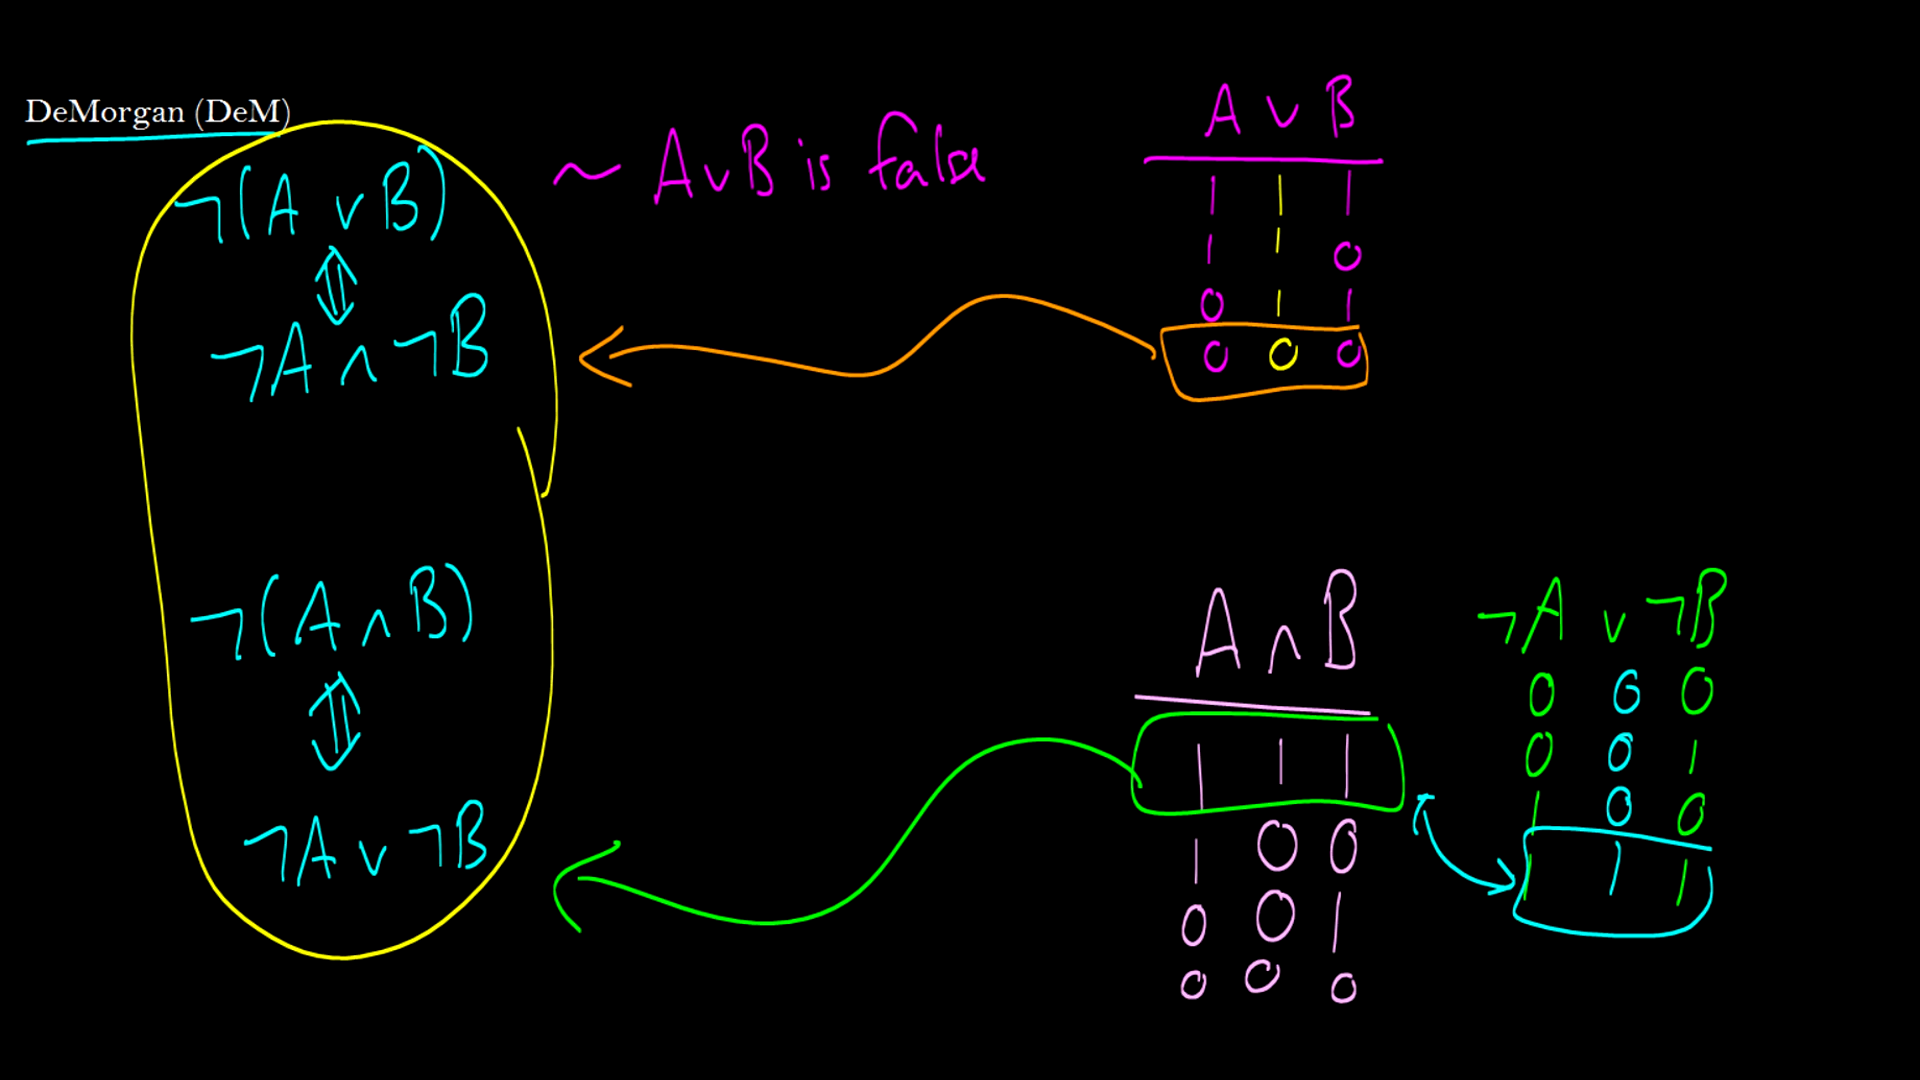 DeMorgan (DeM)
¬(A ∨ B)
⇕
¬A ∧ ¬B
¬(A ∧ B)
⇕
¬A ∨ ¬B
~ A∨B is false
A ∨ B
1 1 1
1 1 0
0 1 1
0 0 0
A ∧ B
1 1 1
1 0 0
0 0 1
0 0 0
¬A ∨ ¬B
0 0 0
0 0 1
1 0 0
1 1 1